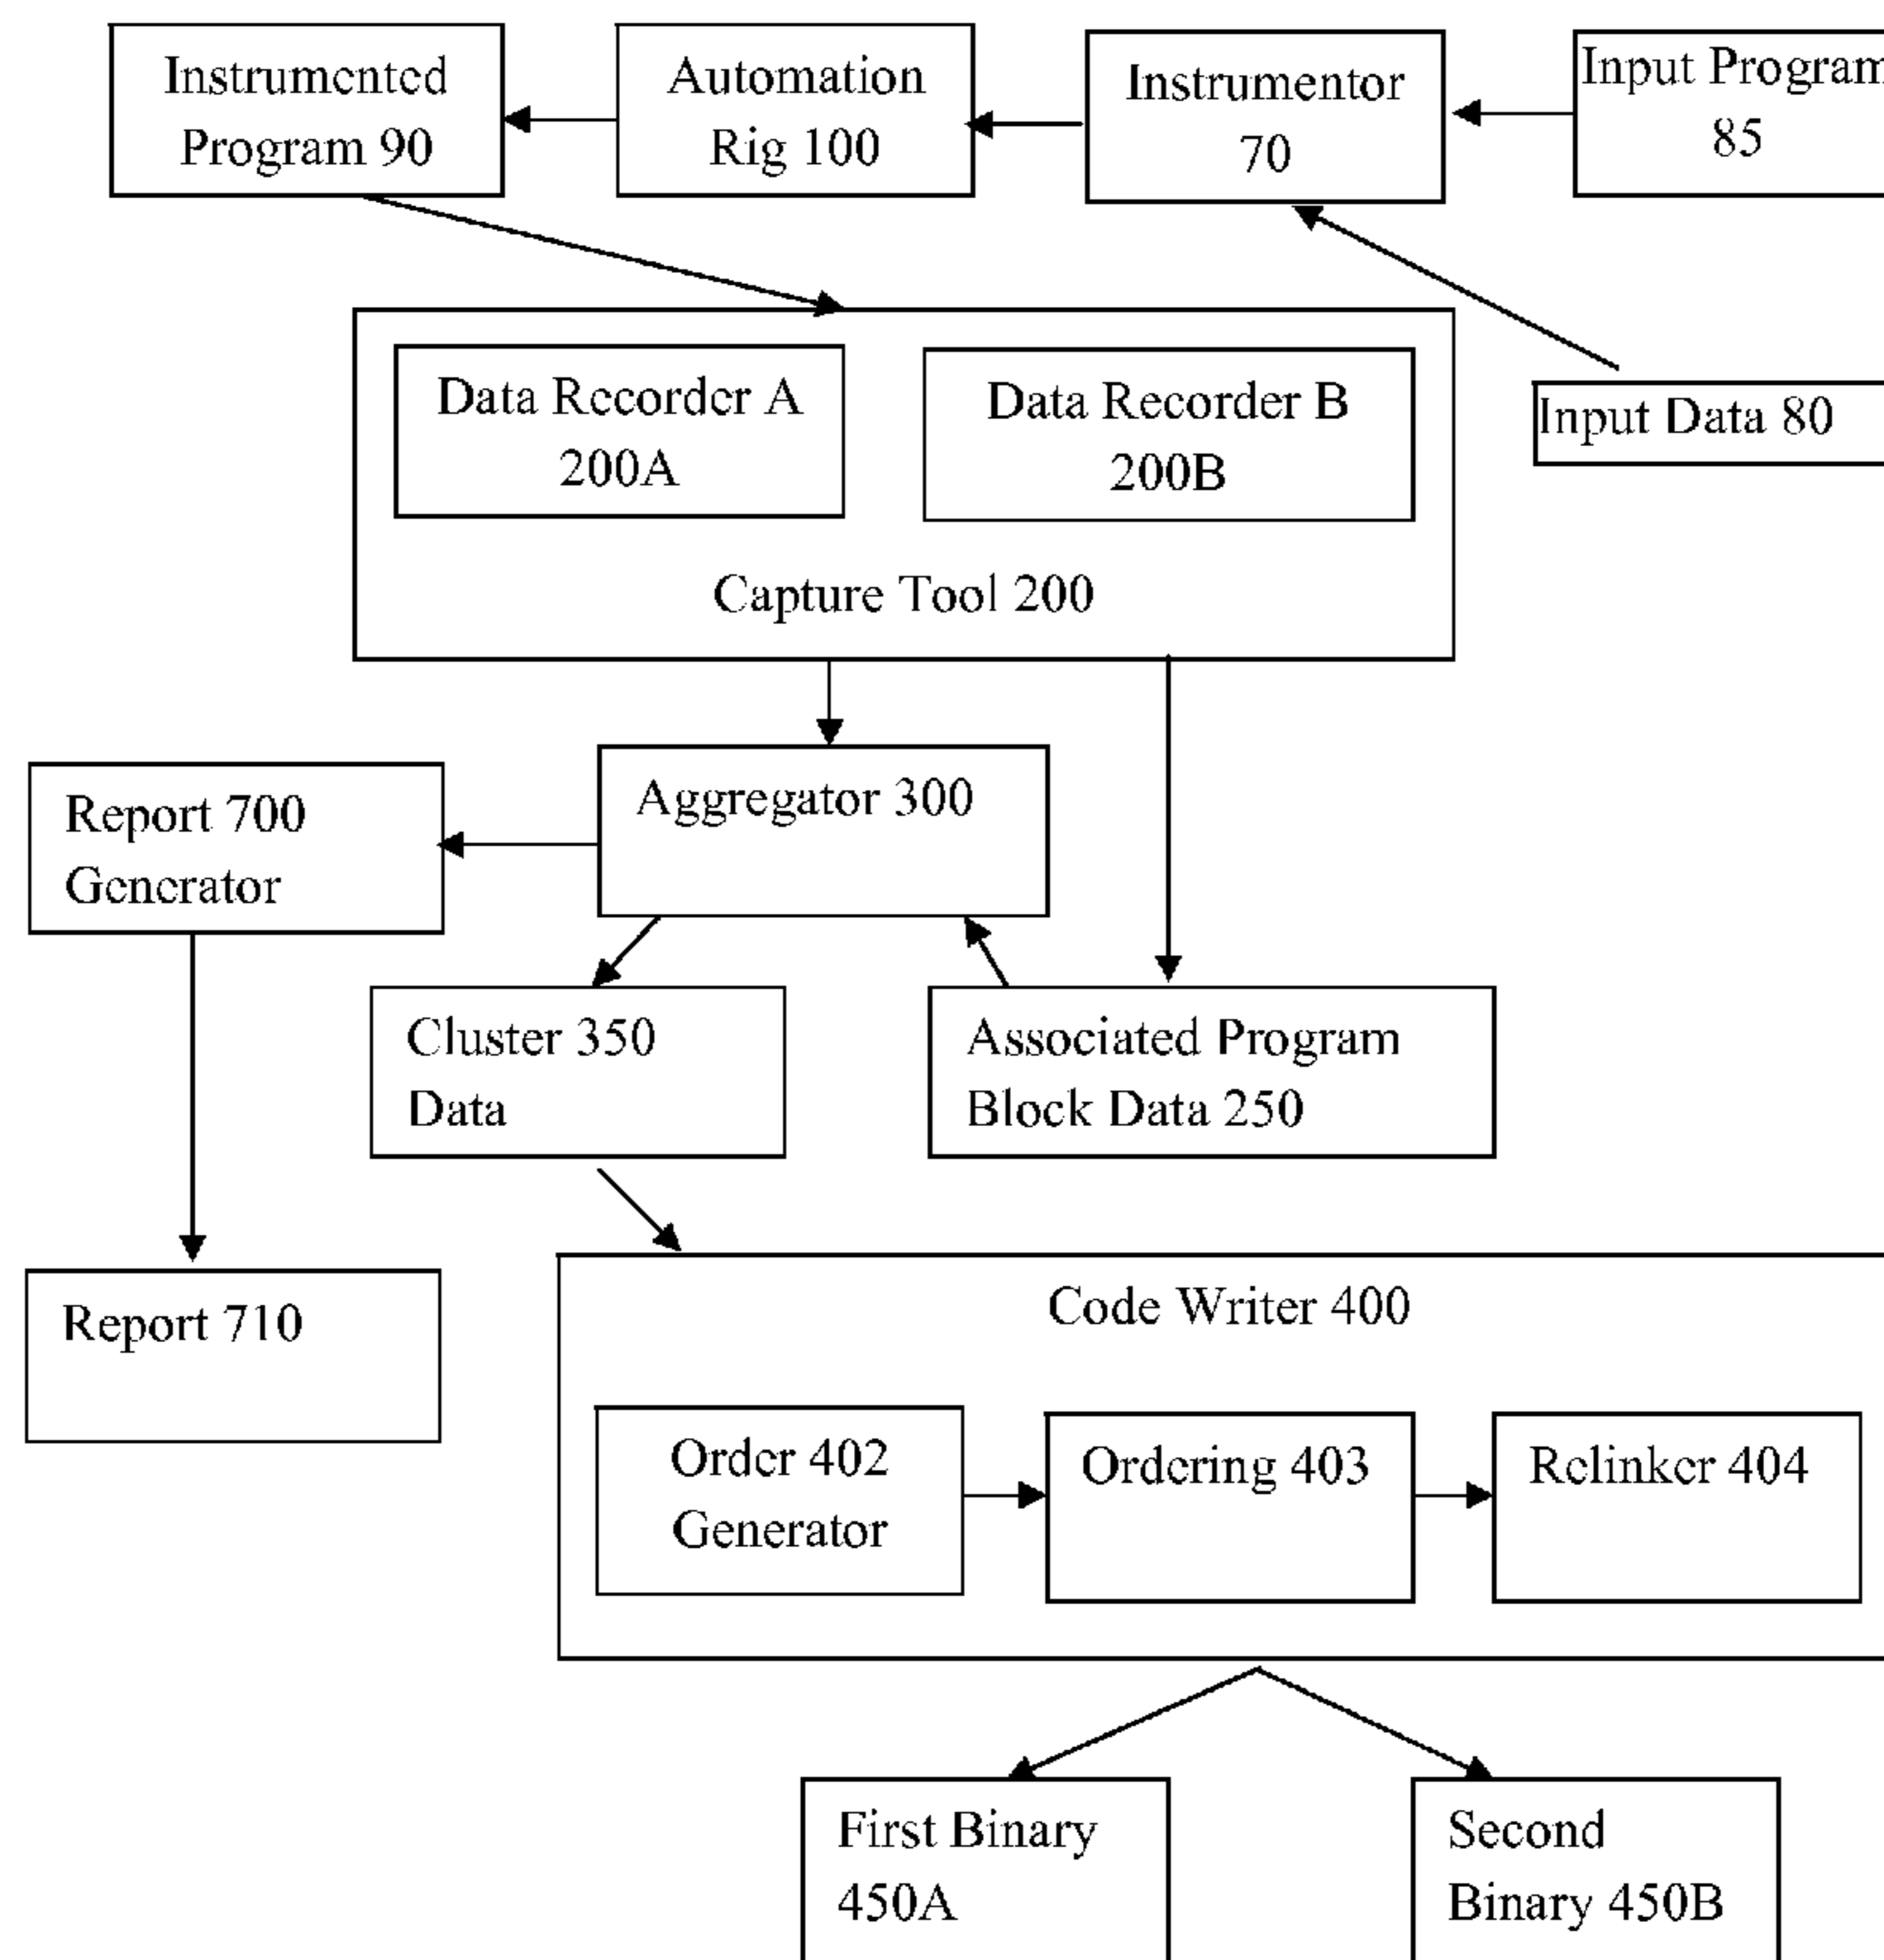 Instrumented
Program 90
Automation
Rig 100
Instrumentor
70
Input Program
85
Data Recorder A
200A
Data Recorder B
200B
Input Data 80
Capture Tool 200
Aggregator 300
Report 700
Generator
Cluster 350
Data
Associated Program
Block Data 250
Report 710
Code Writer 400
Order 402
Generator
Ordering 403
Relinker 404
First Binary
450A
Second
Binary 450B